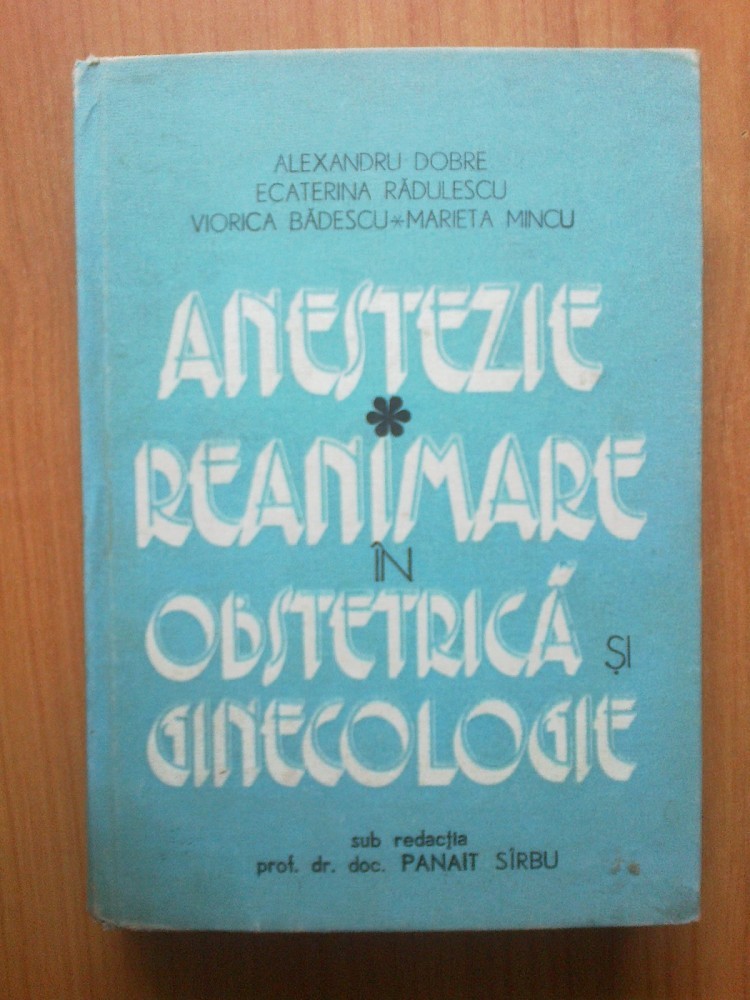 ALEXANDRU DOBRE
ECATERINA RĂDULESCU
VIORICA BĂDESCU*MARIETA MINCU
ANESTEZIE
*
REANIMARE
ÎN
OBSTETRICĂ ȘI
GINECOLOGIE
sub redacția
prof. dr. doc. PANAIT SÎRBU